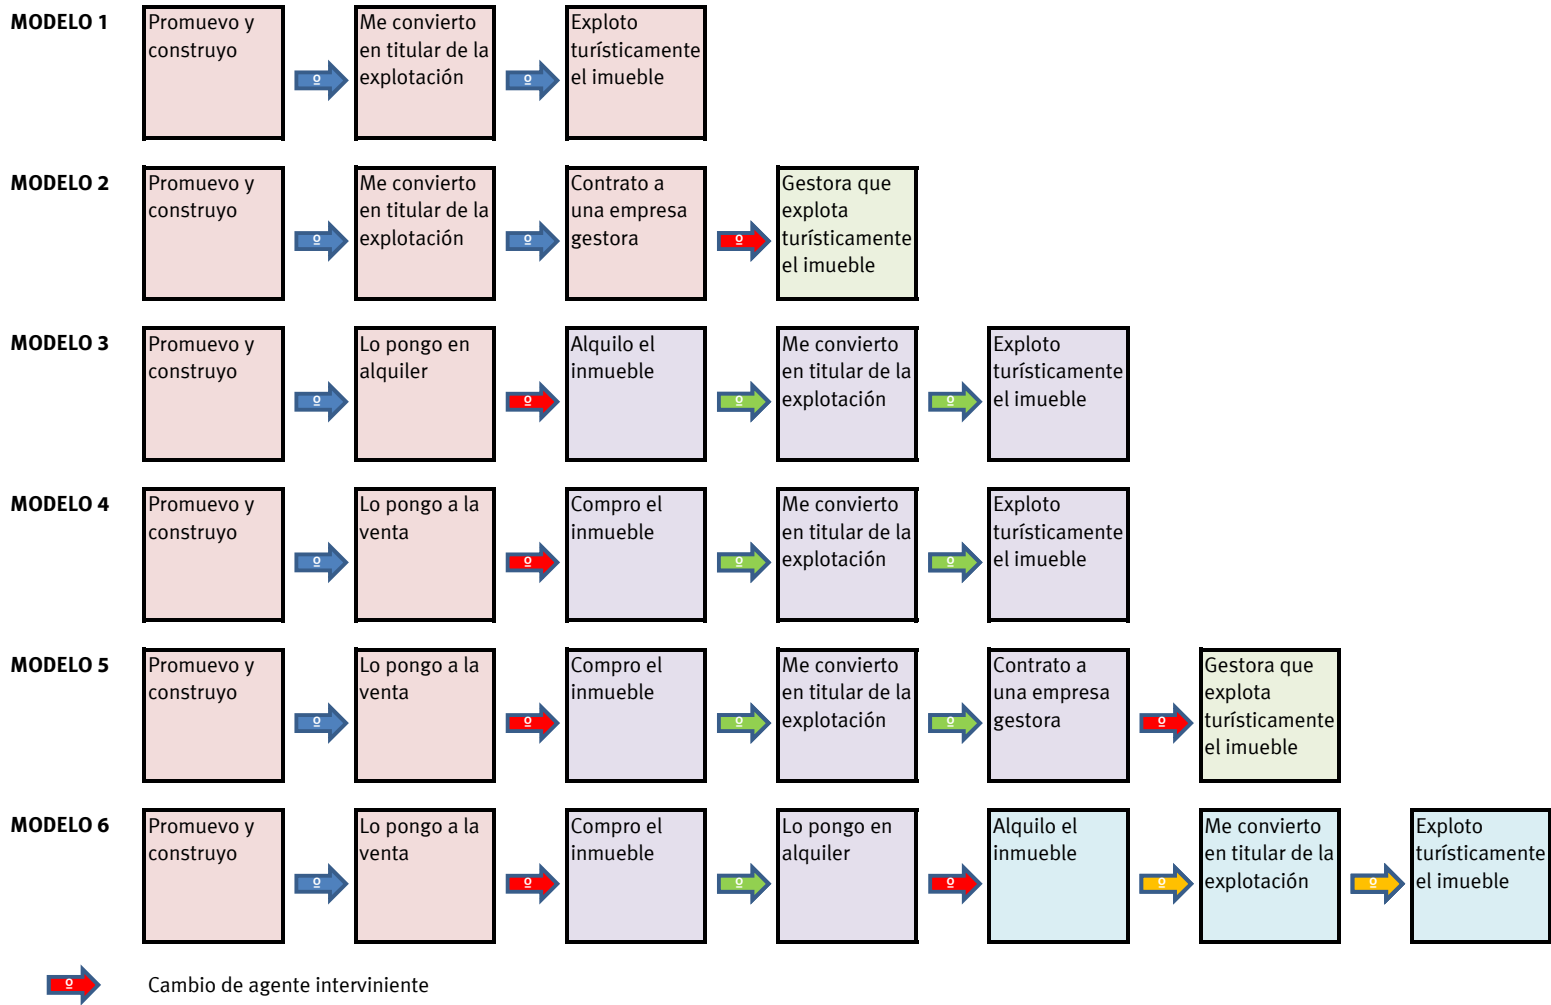 MODELO 1
Promuevo y
construyo
º
Me convierto
en titular de la
explotación
º
Exploto
turísticamente
el imueble
MODELO 2
Promuevo y
construyo
º
Me convierto
en titular de la
explotación
º
Contrato a
una empresa
gestora
º
Gestora que
explota
turísticamente
el imueble
MODELO 3
Promuevo y
construyo
º
Lo pongo en
alquiler
º
Alquilo el
inmueble
º
Me convierto
en titular de la
explotación
º
Exploto
turísticamente
el imueble
MODELO 4
Promuevo y
construyo
º
Lo pongo a la
venta
º
Compro el
inmueble
º
Me convierto
en titular de la
explotación
º
Exploto
turísticamente
el imueble
MODELO 5
Promuevo y
construyo
º
Lo pongo a la
venta
º
Compro el
inmueble
º
Me convierto
en titular de la
explotación
º
Contrato a
una empresa
gestora
º
Gestora que
explota
turísticamente
el imueble
MODELO 6
Promuevo y
construyo
º
Lo pongo a la
venta
º
Compro el
inmueble
º
Lo pongo en
alquiler
º
Alquilo el
inmueble
º
Me convierto
en titular de la
explotación
º
Exploto
turísticamente
el imueble
º
Cambio de agente interviniente